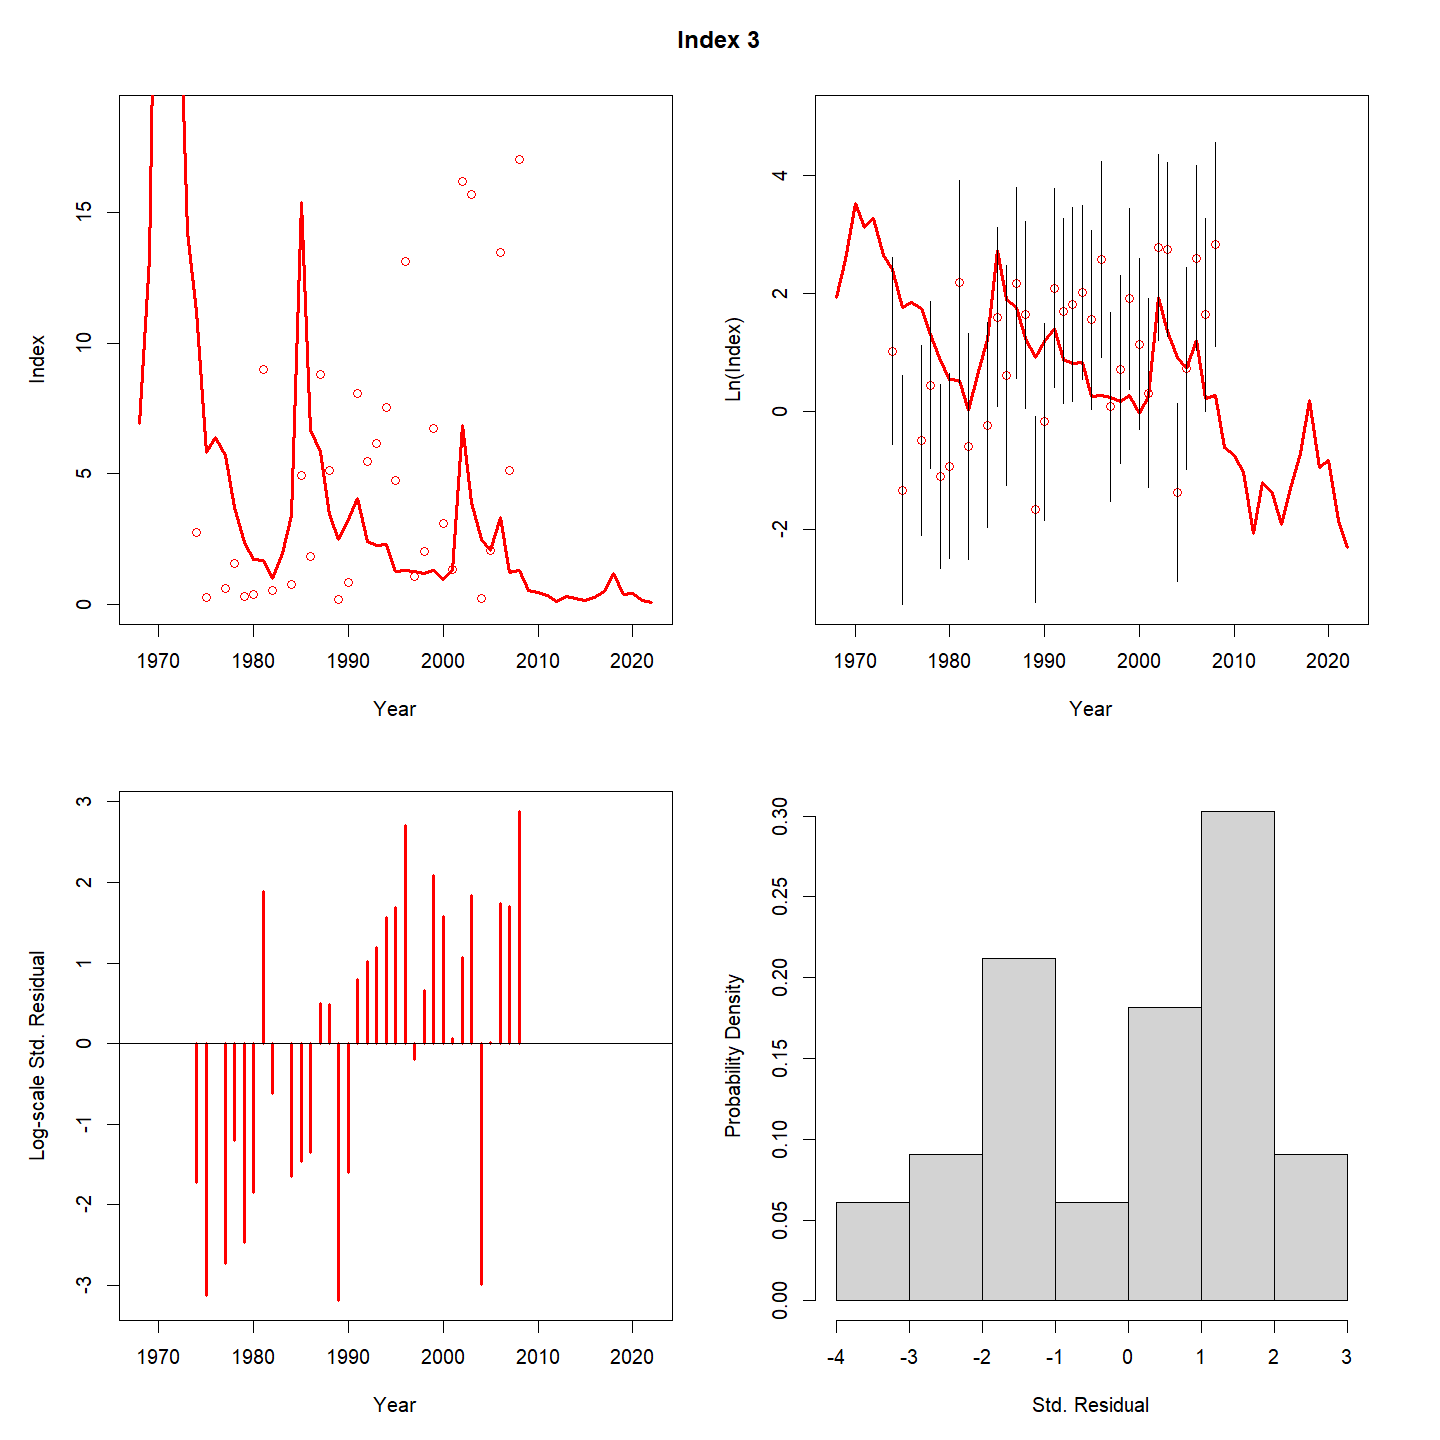 Index 3
Index
0 5 10 15
1970 1980 1990 2000 2010 2020
Year
Ln(Index)
-2 0 2 4
1970 1980 1990 2000 2010 2020
Year
Log-scale Std. Residual
-3 -2 -1 0 1 2 3
1970 1980 1990 2000 2010 2020
Year
Probability Density
0.00 0.05 0.10 0.15 0.20 0.25 0.30
-4 -3 -2 -1 0 1 2 3
Std. Residual